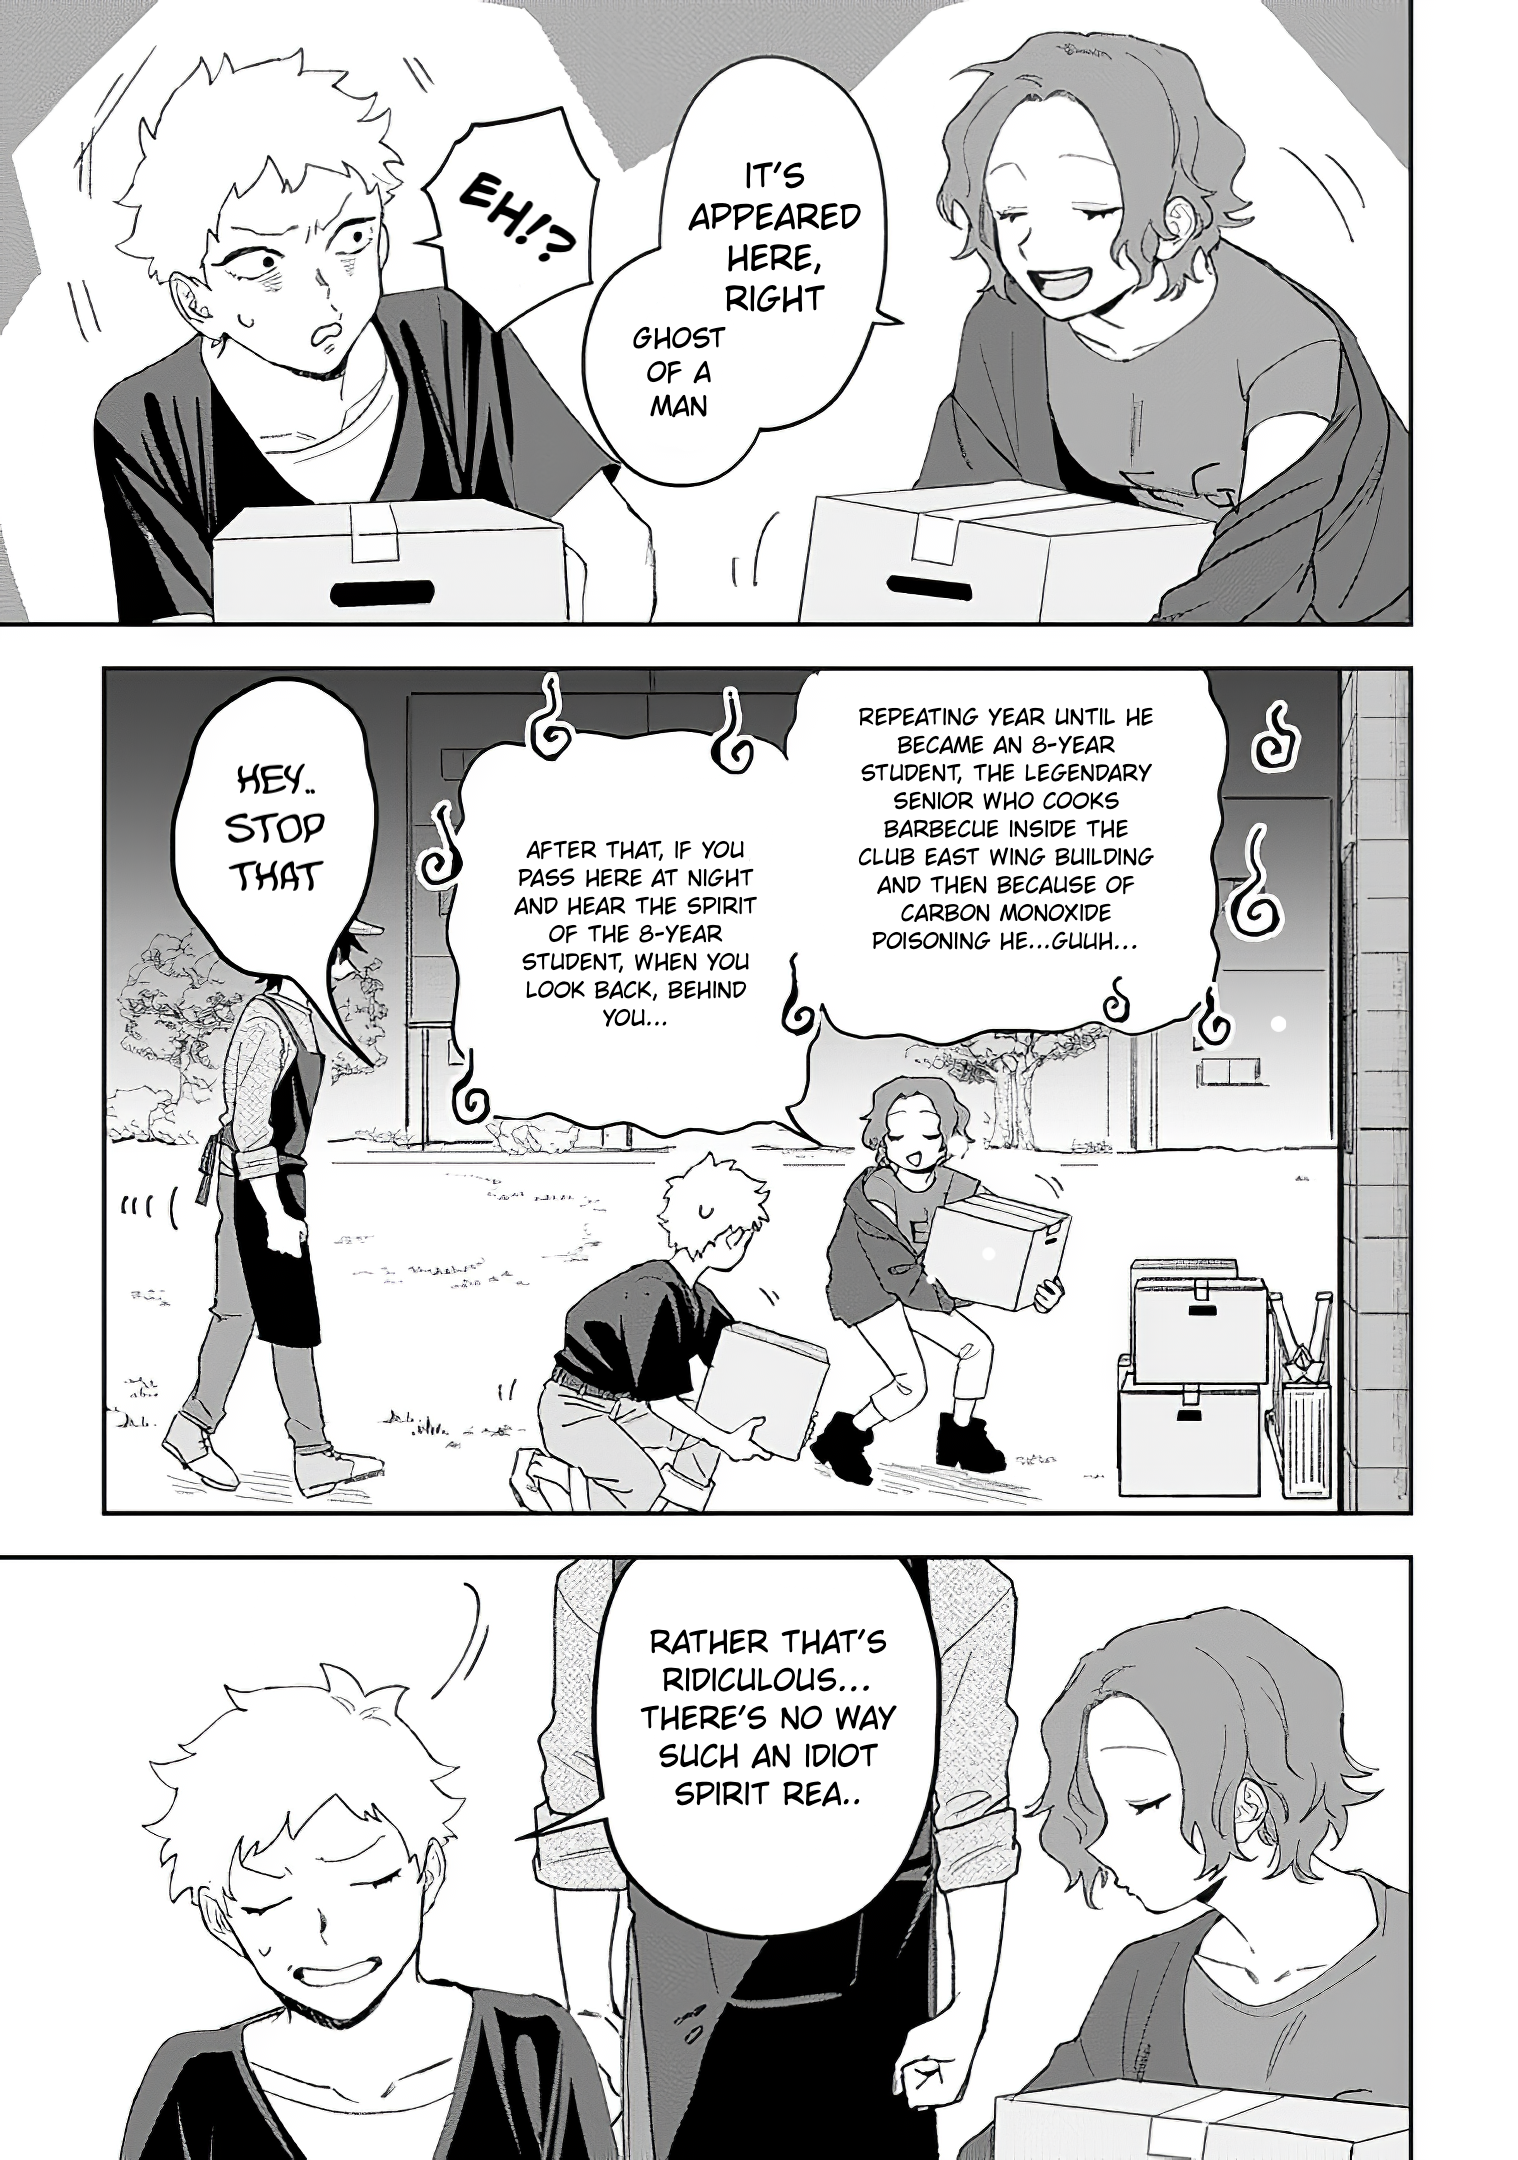 IT'S
APPEARED
HERE,
RIGHT
GHOST
OF A
MAN
EH!?
REPEATING YEAR UNTIL HE
BECAME AN 8-YEAR
STUDENT, THE LEGENDARY
SENIOR WHO COOKS
BARBECUE INSIDE THE
CLUB EAST WING BUILDING
AND THEN BECAUSE OF
CARBON MONOXIDE
POISONING HE...GUUH...
AFTER THAT, IF YOU
PASS HERE AT NIGHT
AND HEAR THE SPIRIT
OF THE 8-YEAR
STUDENT, WHEN YOU
LOOK BACK, BEHIND
YOU...
HEY..
STOP
THAT
RATHER THAT'S
RIDICULOUS...
THERE'S NO WAY
SUCH AN IDIOT
SPIRIT REA..